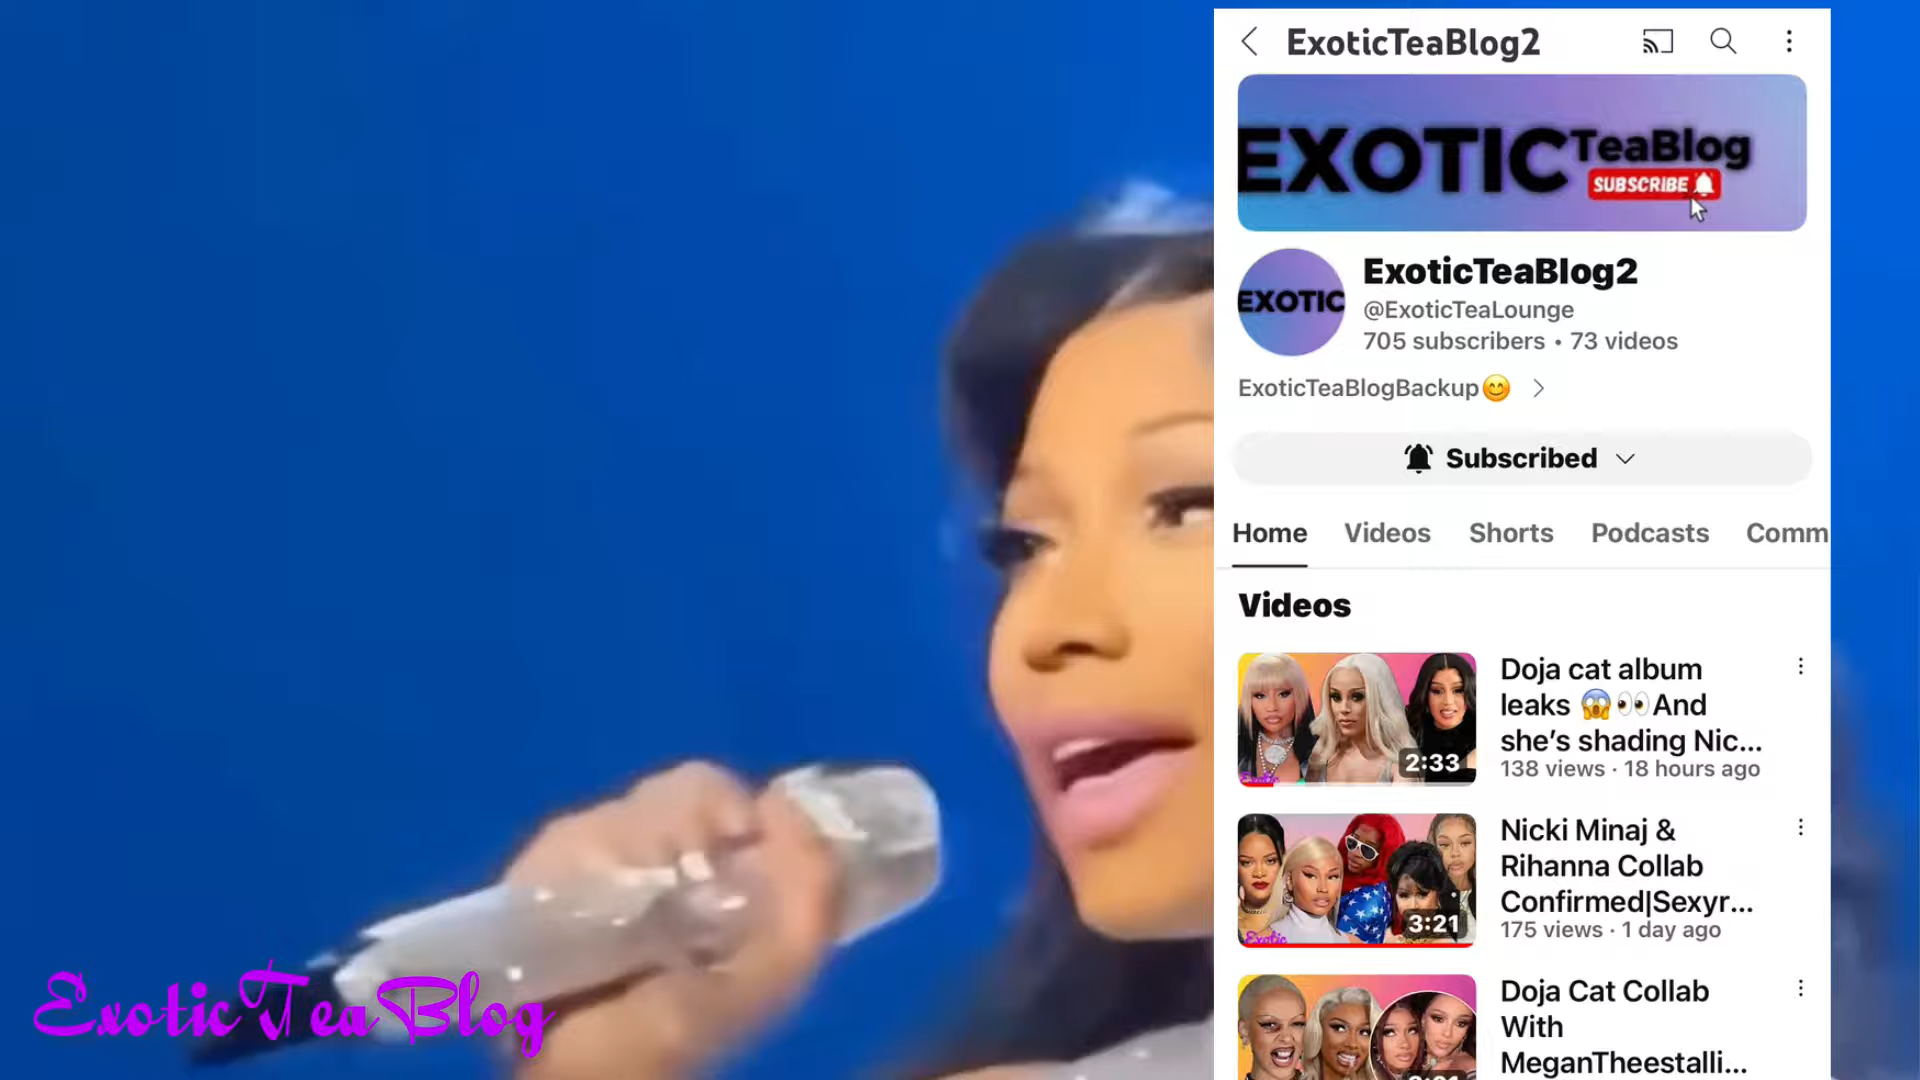 ExoticTeaBlog2
EXOTIC TeaBlog
SUBSCRIBE
EXOTIC
ExoticTeaBlog2
@ExoticTeaLounge
705 subscribers • 73 videos
ExoticTeaBlogBackup😊
Subscribed
Home Videos Shorts Podcasts Comm
Videos
Doja cat album
leaks 😱👀And
she’s shading Nic...
138 views · 18 hours ago
2:33
Exotic
Nicki Minaj &
Rihanna Collab
Confirmed|Sexyr...
175 views · 1 day ago
3:21
Exotic
Doja Cat Collab
With
MeganTheestalli...
ExoticTeaBlog